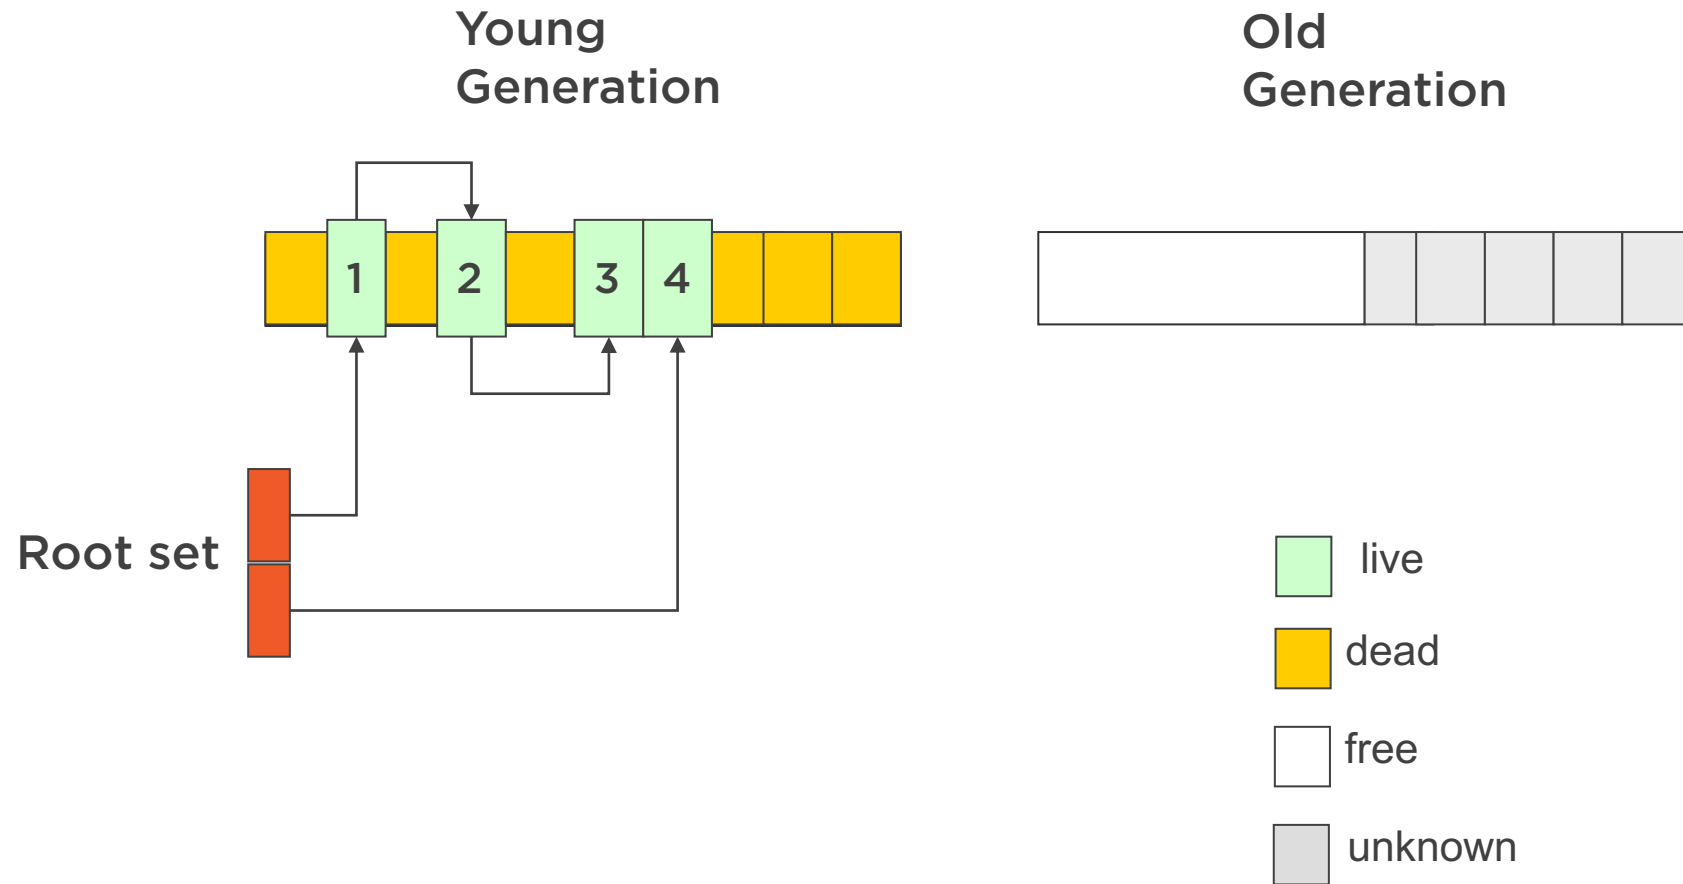 Young
Generation
Old
Generation
1
2
3
4
Root set
live
dead
free
unknown